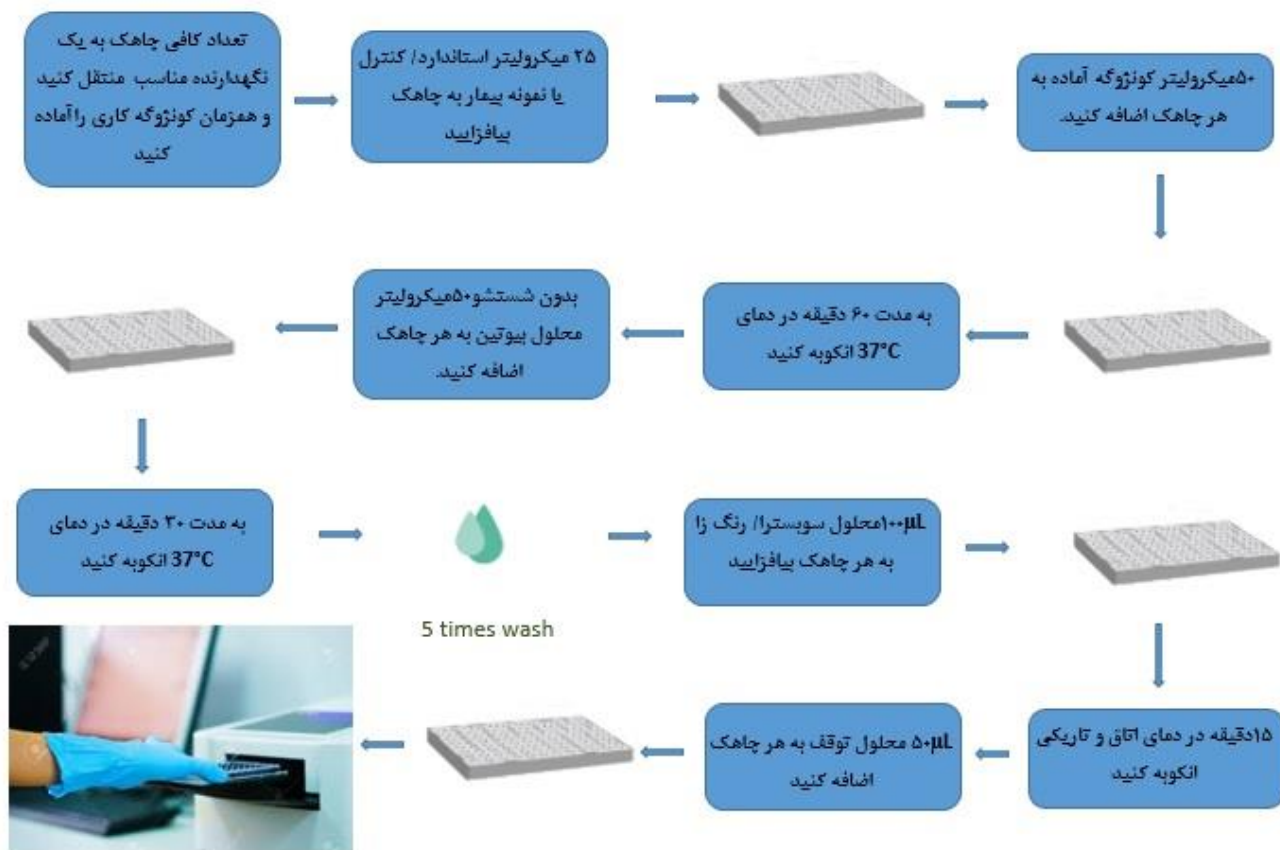 تعداد کافی چاهک به یک
نگهدارنده مناسب منتقل کنید
و همزمان کونژوگه کاری را آماده
کنید
۲۵ میکرولیتر استاندارد/ کنترل
یا نمونه بیمار به چاهک
بیافزایید
۵۰میکرولیتر کونژوگه آماده به
هر چاهک اضافه کنید.
به مدت ۶۰ دقیقه در دمای
37°C انکوبه کنید
بدون شستشو ۵۰میکرولیتر
محلول بیوتین به هر چاهک
اضافه کنید.
به مدت ۳۰ دقیقه در دمای
37°C انکوبه کنید
5 times wash
۱۰۰µLمحلول سوبسترا/ رنگ زا
به هر چاهک بیافزایید
۱۵دقیقه در دمای اتاق و تاریکی
انکوبه کنید
۵۰µL محلول توقف به هر چاهک
اضافه کنید